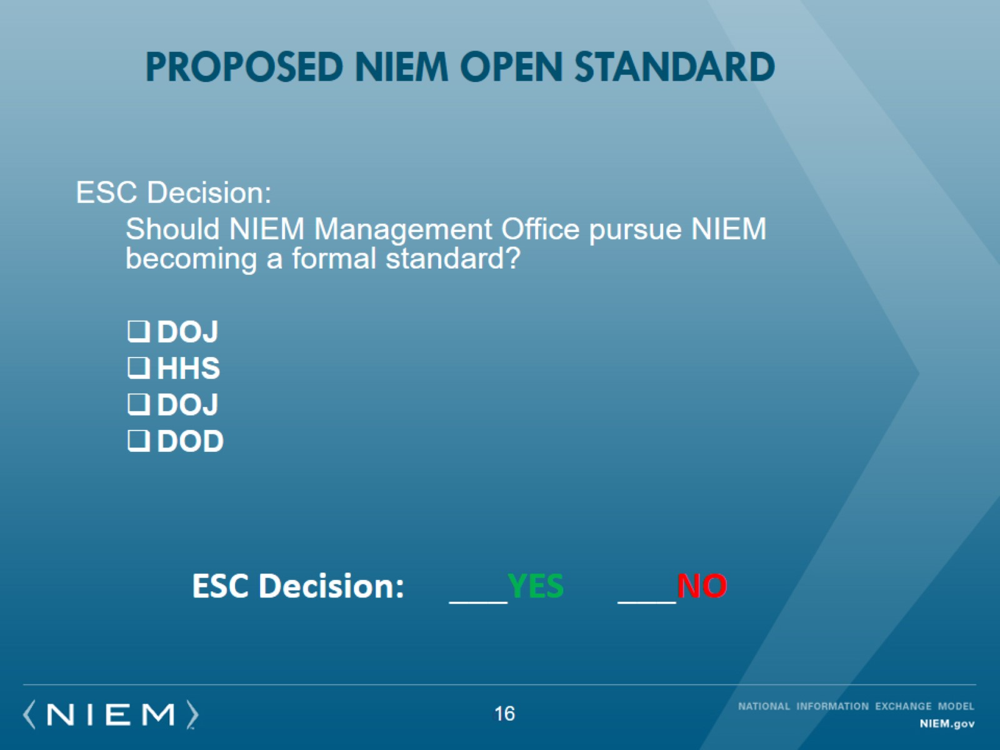 PROPOSED NIEM OPEN STANDARD
ESC Decision:
Should NIEM Management Office pursue NIEM
becoming a formal standard?
❑ DOJ
❑ HHS
❑ DOJ
❑ DOD
ESC Decision: ___YES ___NO
〈NIEM〉™
16
NATIONAL INFORMATION EXCHANGE MODEL
NIEM.gov